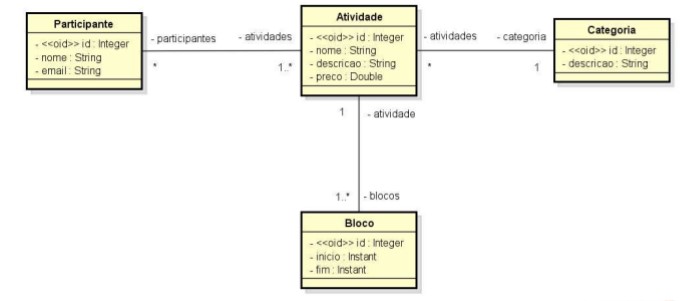 Participante
- <<oid>> id : Integer
- nome : String
- email : String
- participantes
*
- atividades
1..*
Atividade
- <<oid>> id : Integer
- nome : String
- descricao : String
- preco : Double
- atividades
*
- categoria
1
Categoria
- <<oid>> id : Integer
- descricao : String
1
- atividade
1..*
- blocos
Bloco
- <<oid>> id : Integer
- inicio : Instant
- fim : Instant